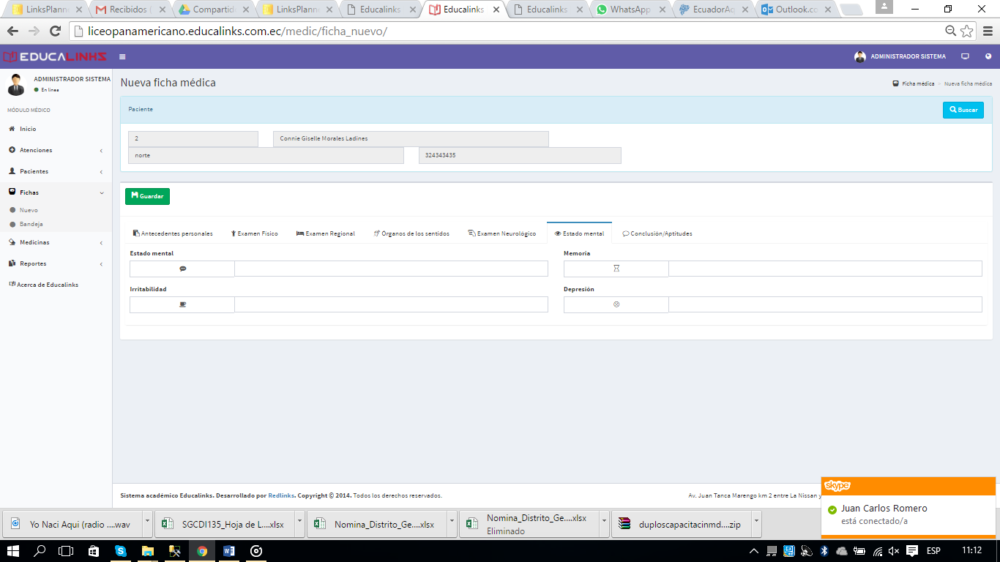 LinksPlanne
Recibidos (
Compartid
LinksPlanne
Educalinks
Educalinks
Educalinks
WhatsApp
EcuadorAq
Outlook.co
liceopanamericano.educalinks.com.ec/medic/ficha_nuevo/
EDUCALINKS
ADMINISTRADOR SISTEMA
ADMINISTRADOR SISTEMA
En línea
Nueva ficha médica
Ficha médica > Nueva ficha médica
MÓDULO MÉDICO
Inicio
Atenciones
Pacientes
Fichas
Nuevo
Bandeja
Medicinas
Reportes
Acerca de Educalinks
Paciente
Buscar
2
Connie Giselle Morales Ladines
norte
324343435
Guardar
Antecedentes personales
Examen Físico
Examen Regional
Órganos de los sentidos
Examen Neurológico
Estado mental
Conclusión/Aptitudes
Estado mental
Memoria
Irritabilidad
Depresión
Sistema académico Educalinks. Desarrollado por Redlinks. Copyright © 2014. Todos los derechos reservados.
Av. Juan Tanca Marengo km 2 entre La Nissan y
skype
Juan Carlos Romero
está conectado/a
Yo Naci Aqui (radio ....wav
SGCDI135_Hoja de L....xlsx
Nomina_Distrito_Ge....xlsx
Nomina_Distrito_Ge....xlsx
Eliminado
duploscapacitacinmd....zip
ESP
11:12